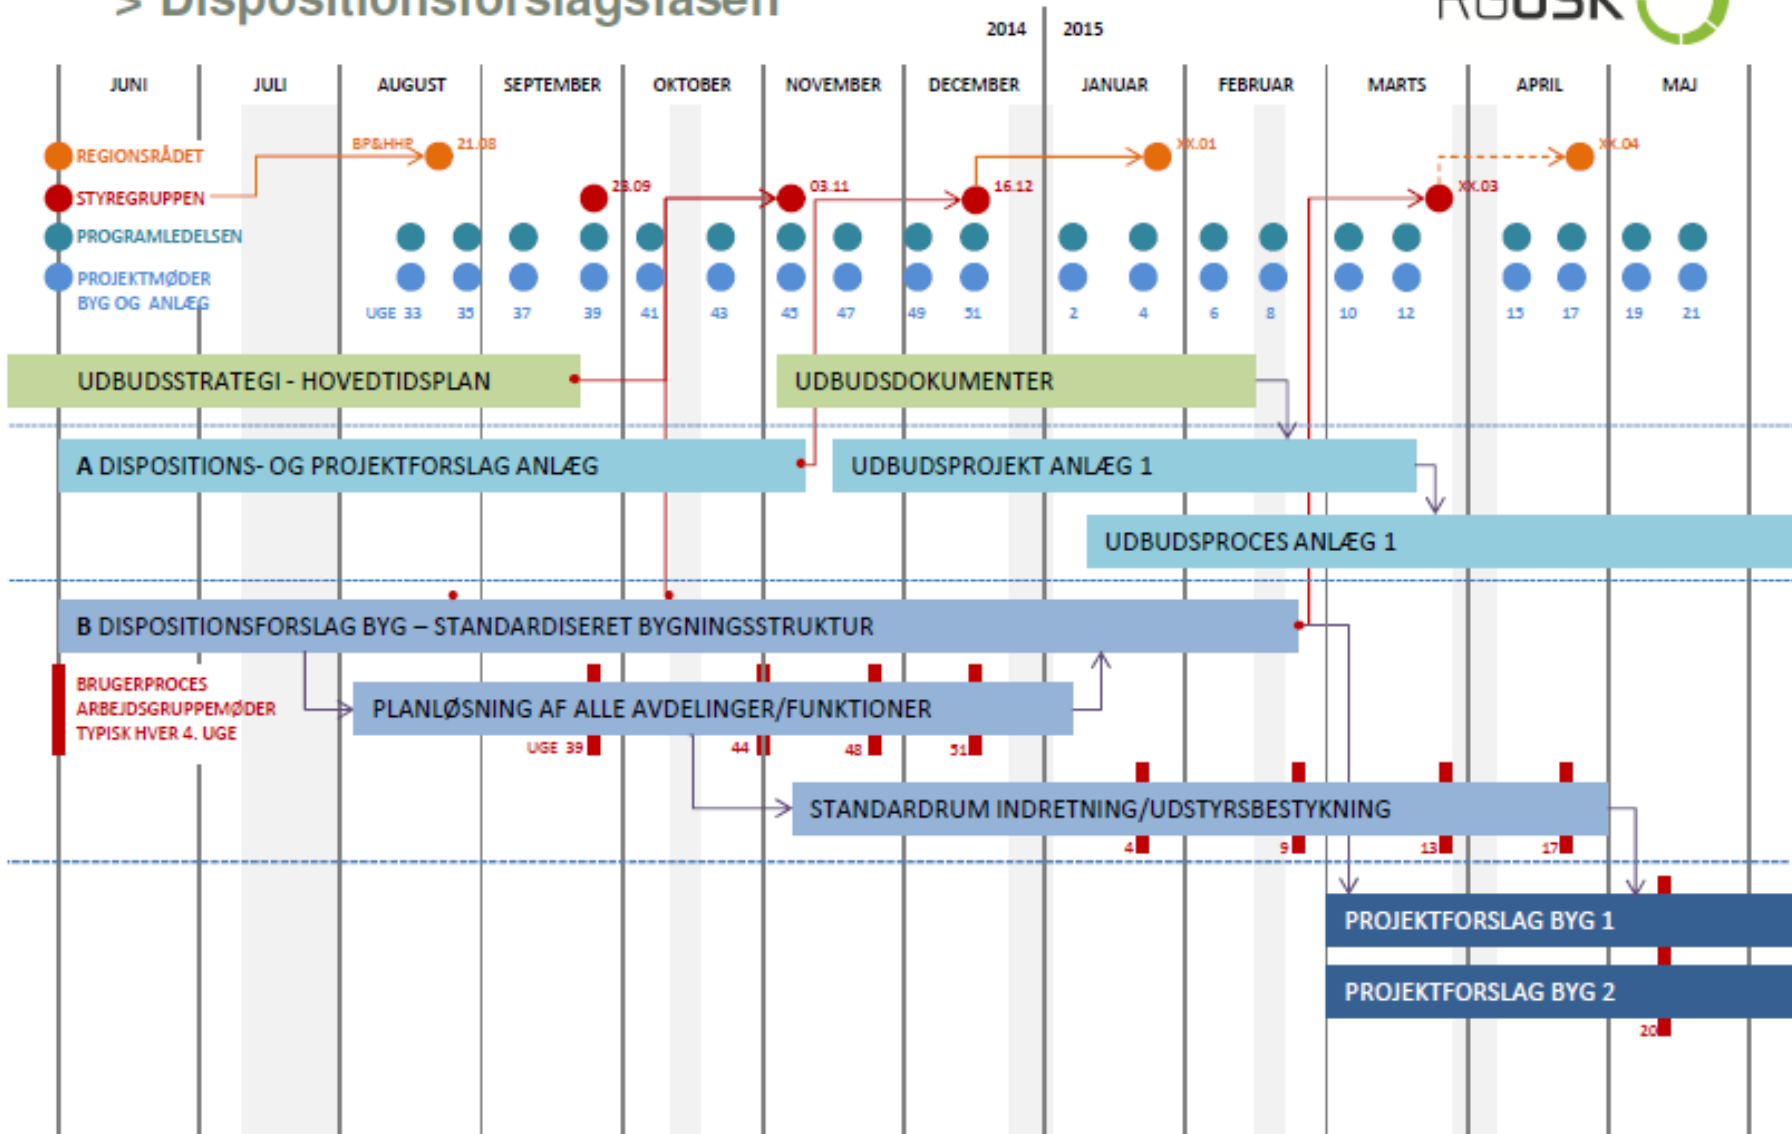 > Dispositionsforslagsfasen
RGUSK
2014 2015
JUNI JULI AUGUST SEPTEMBER OKTOBER NOVEMBER DECEMBER JANUAR FEBRUAR MARTS APRIL MAJ
REGIONSRÅDET BP&HHP 21.08 XX.01 XX.04
STYREGRUPPEN 23.09 03.11 16.12 XX.03
PROGRAMLEDELSEN
PROJEKTMØDER
BYG OG ANLÆG
UGE 33 35 37 39 41 43 45 47 49 51 2 4 6 8 10 12 15 17 19 21
UDBUDSSTRATEGI - HOVEDTIDSPLAN UDBUDSDOKUMENTER
A DISPOSITIONS- OG PROJEKTFORSLAG ANLÆG UDBUDSPROJEKT ANLÆG 1
UDBUDSPROCES ANLÆG 1
B DISPOSITIONSFORSLAG BYG – STANDARDISERET BYGNINGSSTRUKTUR
BRUGERPROCES
ARBEJDSGRUPPEMØDER
TYPISK HVER 4. UGE
PLANLØSNING AF ALLE AVDELINGER/FUNKTIONER
UGE 39 44 48 51
STANDARDRUM INDRETNING/UDSTYRSBESTYKNING
4 9 13 17
PROJEKTFORSLAG BYG 1
PROJEKTFORSLAG BYG 2
20